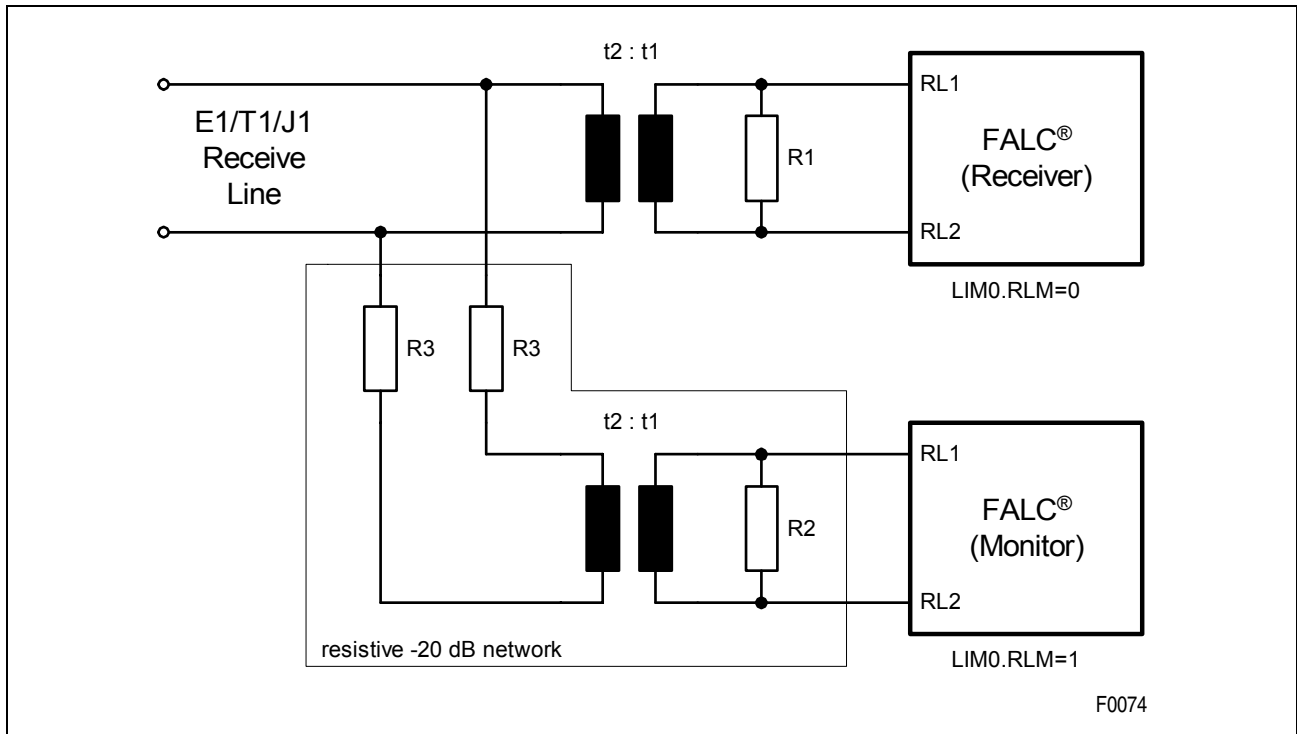 t2 : t1
E1/T1/J1
Receive
Line
R1
RL1
FALC®
(Receiver)
RL2
LIM0.RLM=0
R3
R3
t2 : t1
R2
RL1
FALC®
(Monitor)
RL2
resistive -20 dB network
LIM0.RLM=1
F0074